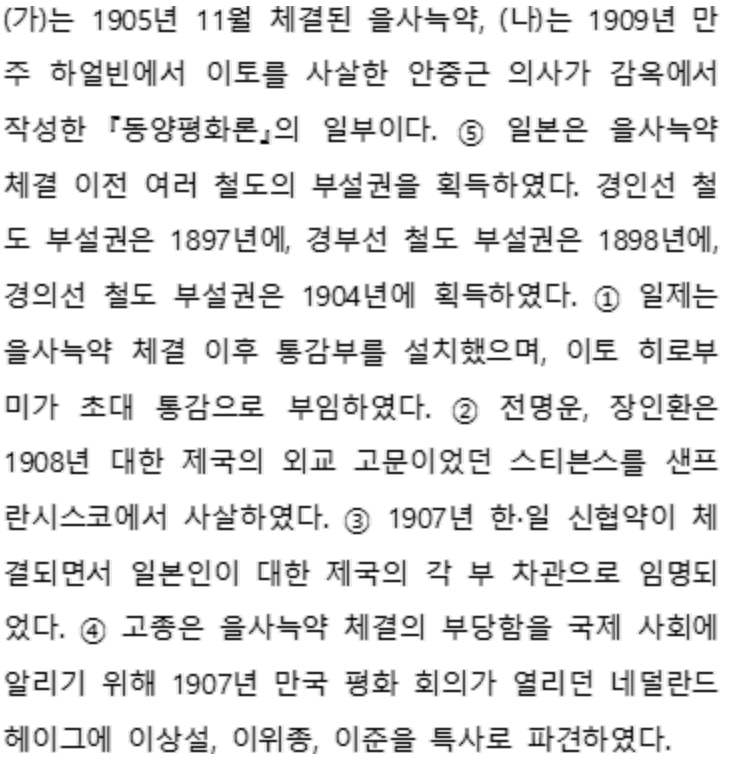 (가)는 1905년 11월 체결된 을사늑약, (나)는 1909년 만
주 하얼빈에서 이토를 사살한 안중근 의사가 감옥에서
작성한 『동양평화론』의 일부이다. ⑤ 일본은 을사늑약
체결 이전 여러 철도의 부설권을 획득하였다. 경인선 철
도 부설권은 1897년에, 경부선 철도 부설권은 1898년에,
경의선 철도 부설권은 1904년에 획득하였다. ① 일제는
을사늑약 체결 이후 통감부를 설치했으며, 이토 히로부
미가 초대 통감으로 부임하였다. ② 전명운, 장인환은
1908년 대한 제국의 외교 고문이었던 스티븐스를 샌프
란시스코에서 사살하였다. ③ 1907년 한·일 신협약이 체
결되면서 일본인이 대한 제국의 각 부 차관으로 임명되
었다. ④ 고종은 을사늑약 체결의 부당함을 국제 사회에
알리기 위해 1907년 만국 평화 회의가 열리던 네덜란드
헤이그에 이상설, 이위종, 이준을 특사로 파견하였다.